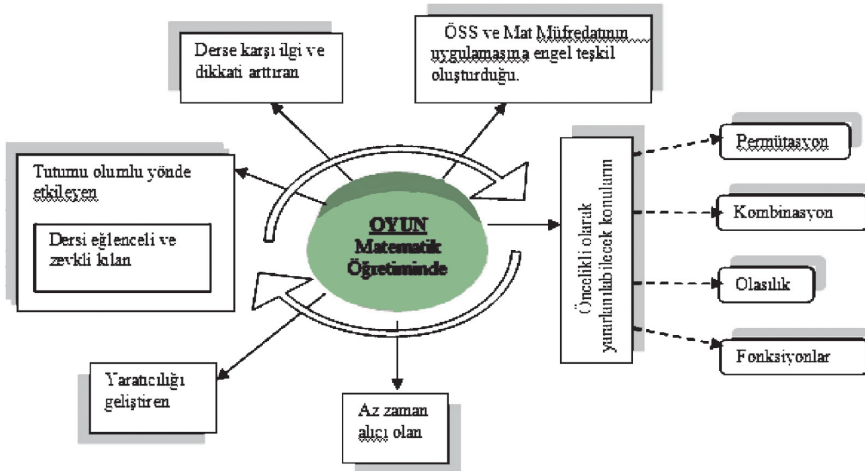 Derse karşı ilgi ve
dikkati arttıran
ÖSS ve Mat Müfredatının
uygulamasına engel teşkil
oluşturduğu.
Tutumu olumlu yönde
etkileyen
Dersi eğlenceli ve
zevkli kılan
OYUN
Matematik
Öğretiminde
Öncelikli olarak
yararlanılabilecek konuların
Permütasyon
Kombinasyon
Olasılık
Fonksiyonlar
Yaratıcılığı
geliştiren
Az zaman
alıcı olan